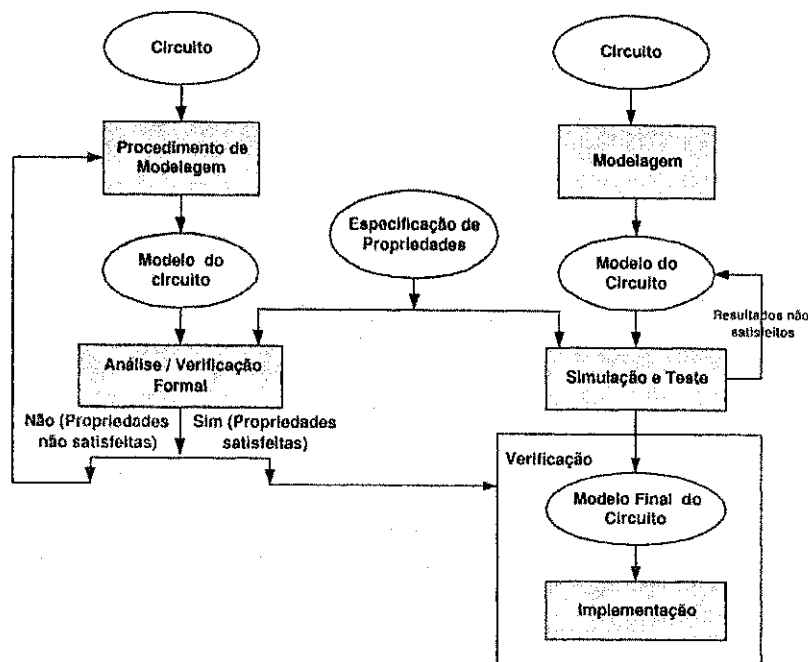 Circuito
Procedimento de
Modelagem
Modelo do
circuito
Análise / Verificação
Formal
Não (Propriedades
não satisfeitas)
Sim (Propriedades
satisfeitas)
Especificação de
Propriedades
Circuito
Modelagem
Modelo do
Circuito
Resultados não
satisfeitos
Simulação e Teste
Verificação
Modelo Final do
Circuito
Implementação